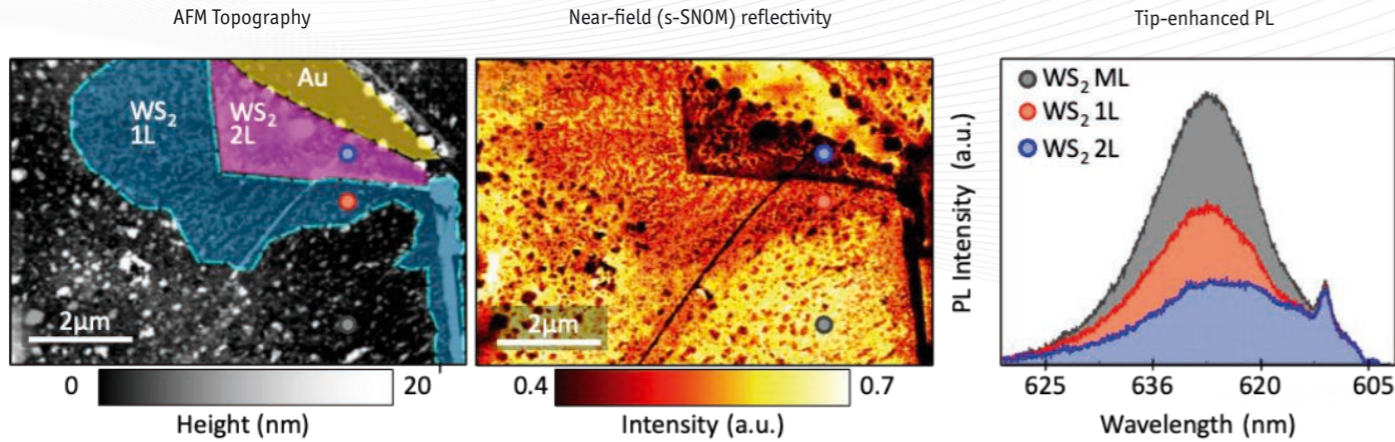 AFM Topography
Near-field (s-SNOM) reflectivity
Tip-enhanced PL
Au
WS₂
1L
WS₂
2L
2µm
0
20
Height (nm)
2µm
0.4
0.7
Intensity (a.u.)
PL Intensity (a.u.)
WS₂ ML
WS₂ 1L
WS₂ 2L
625
636
620
605
Wavelength (nm)